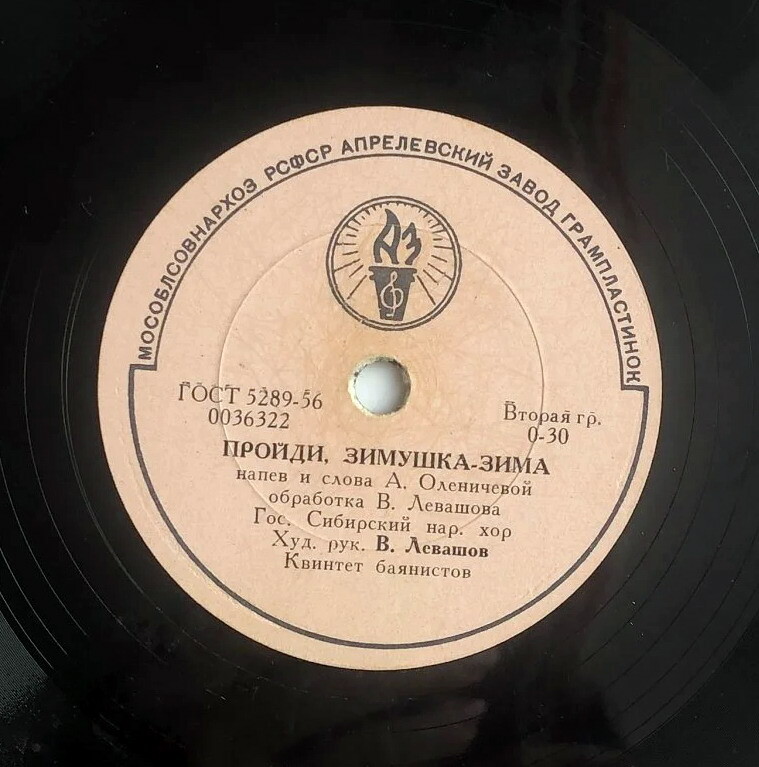 МОСОБЛСОВНАРХОЗ РСФСР АПРЕЛЕВСКИЙ ЗАВОД ГРАМПЛАСТИНОК
АЗ
ГОСТ 5289-56
0036322
Вторая гр.
0-30
ПРОЙДИ, ЗИМУШКА-ЗИМА
напев и слова А. Оленичевой
обработка В. Левашова
Гос. Сибирский нар. хор
Худ. рук. В. Левашов
Квинтет баянистов